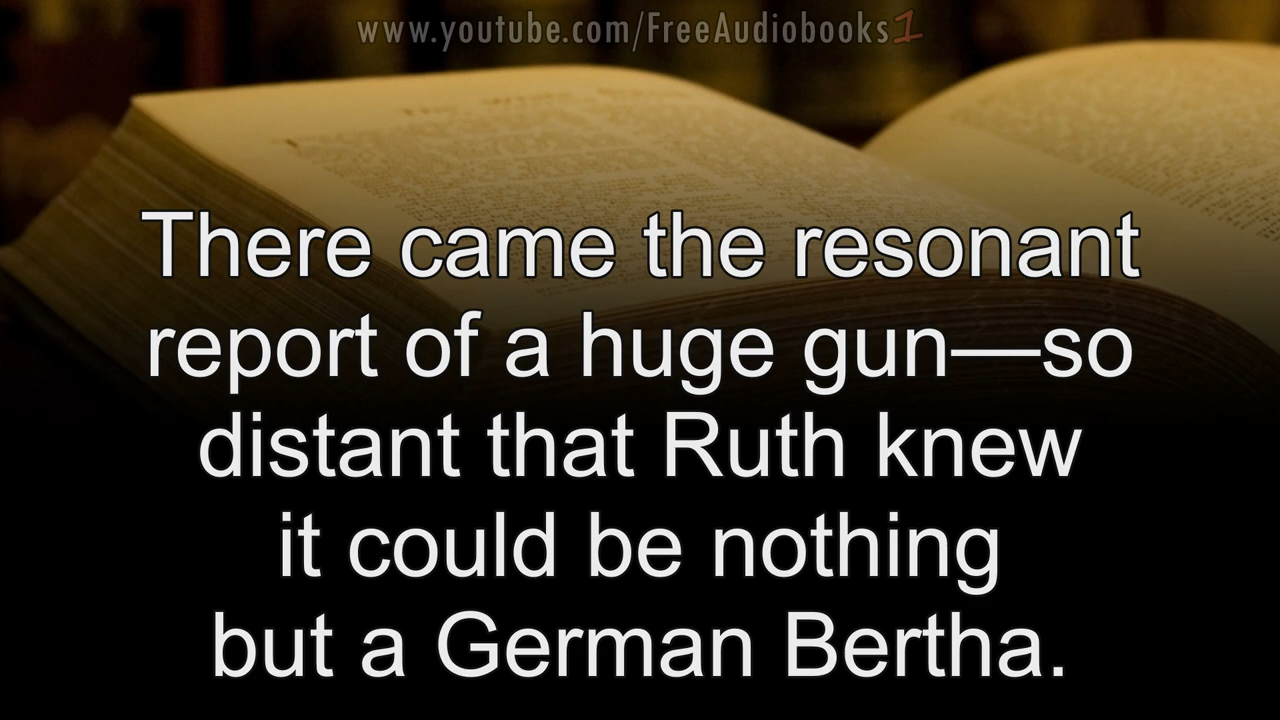 www.youtube.com/FreeAudiobooks1
There came the resonant
report of a huge gun—so
distant that Ruth knew
it could be nothing
but a German Bertha.